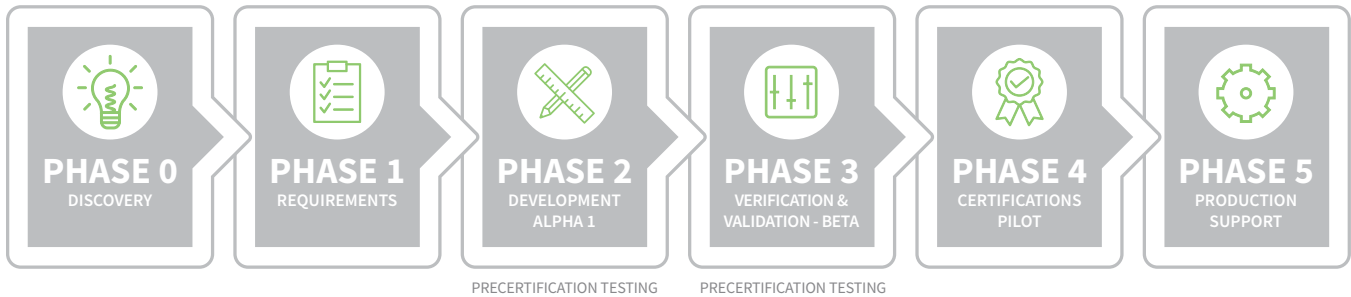 PHASE 0
DISCOVERY
PHASE 1
REQUIREMENTS
PHASE 2
DEVELOPMENT
ALPHA 1
PHASE 3
VERIFICATION &
VALIDATION - BETA
PHASE 4
CERTIFICATIONS
PILOT
PHASE 5
PRODUCTION
SUPPORT
PRECERTIFICATION TESTING
PRECERTIFICATION TESTING